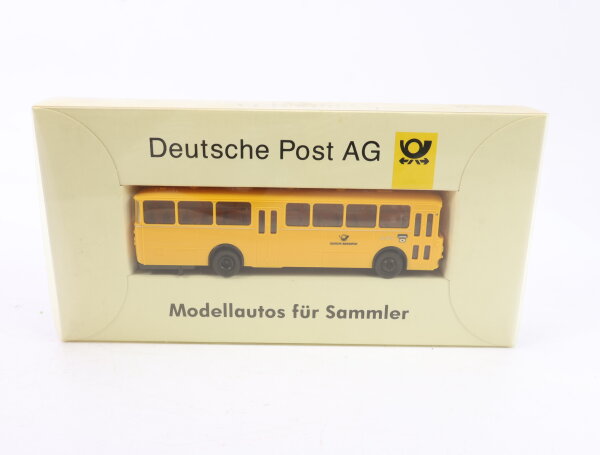 Deutsche Post AG
Modellautos für Sammler